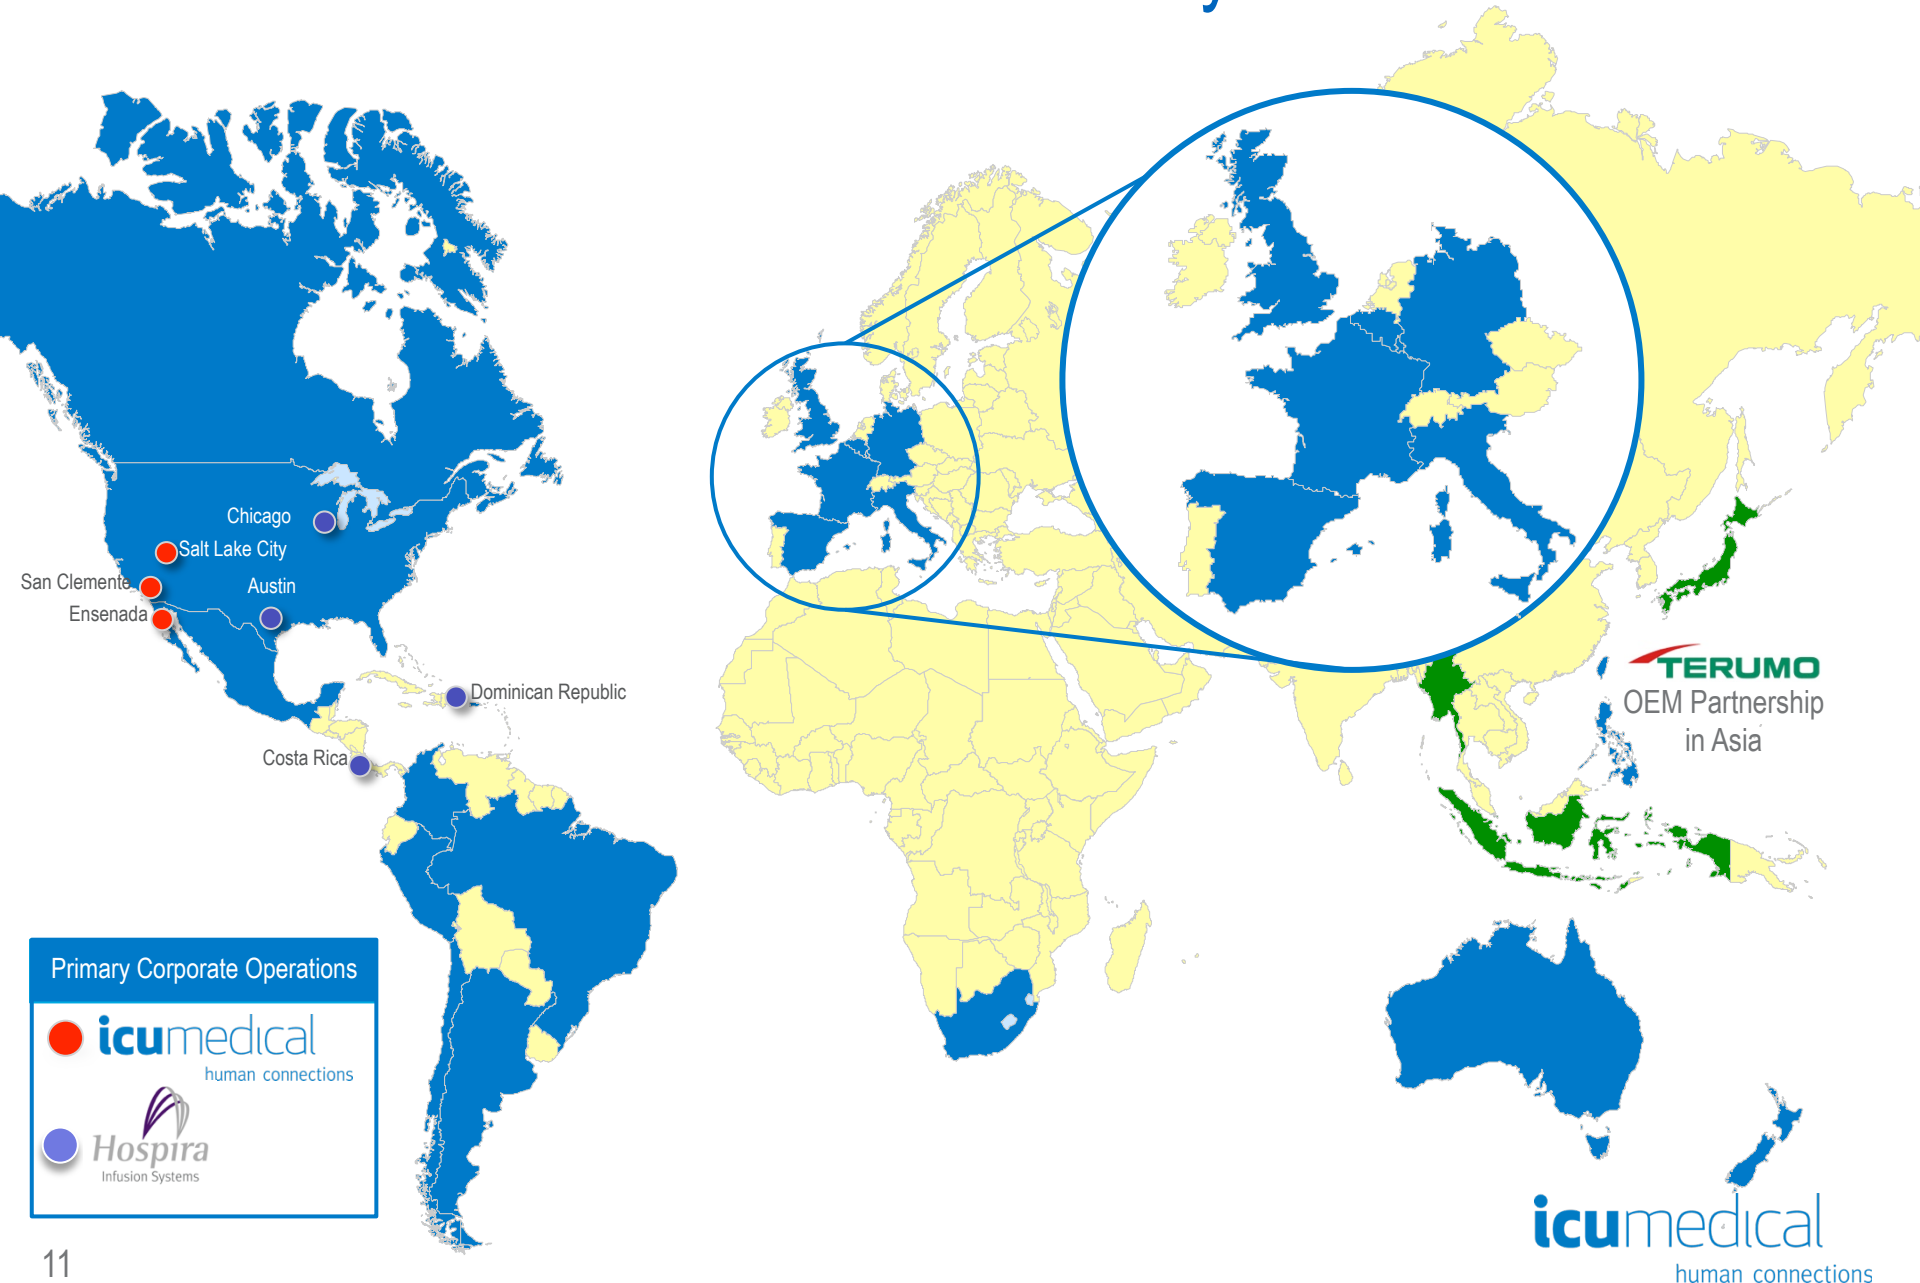 Chicago
Salt Lake City
San Clemente
Austin
Ensenada
Dominican Republic
Costa Rica
TERUMO
OEM Partnership
in Asia
Primary Corporate Operations
icumedical
human connections
Hospira
Infusion Systems
icumedical
human connections
11